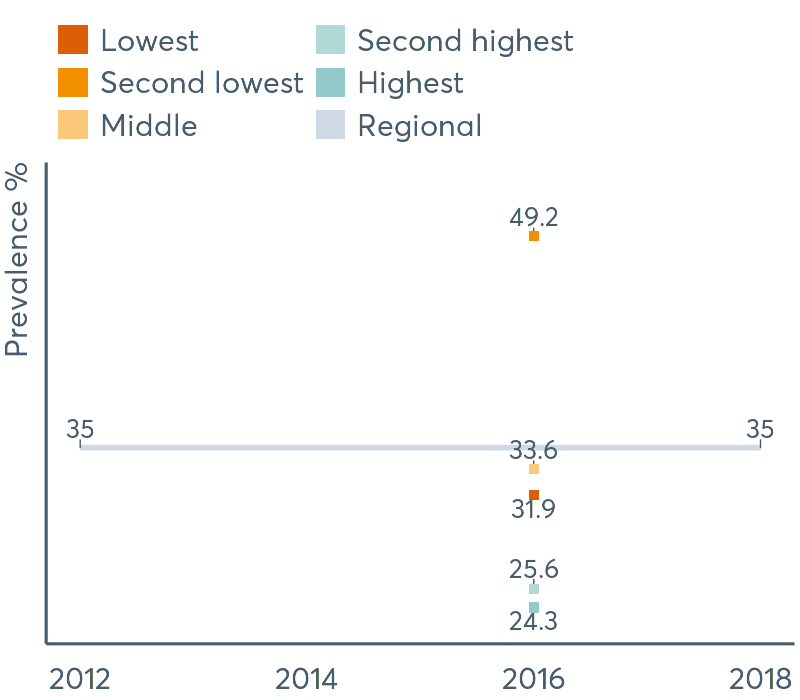 Lowest
Second lowest
Middle
Second highest
Highest
Regional
Prevalence %
49.2
35
35
33.6
31.9
25.6
24.3
2012 2014 2016 2018